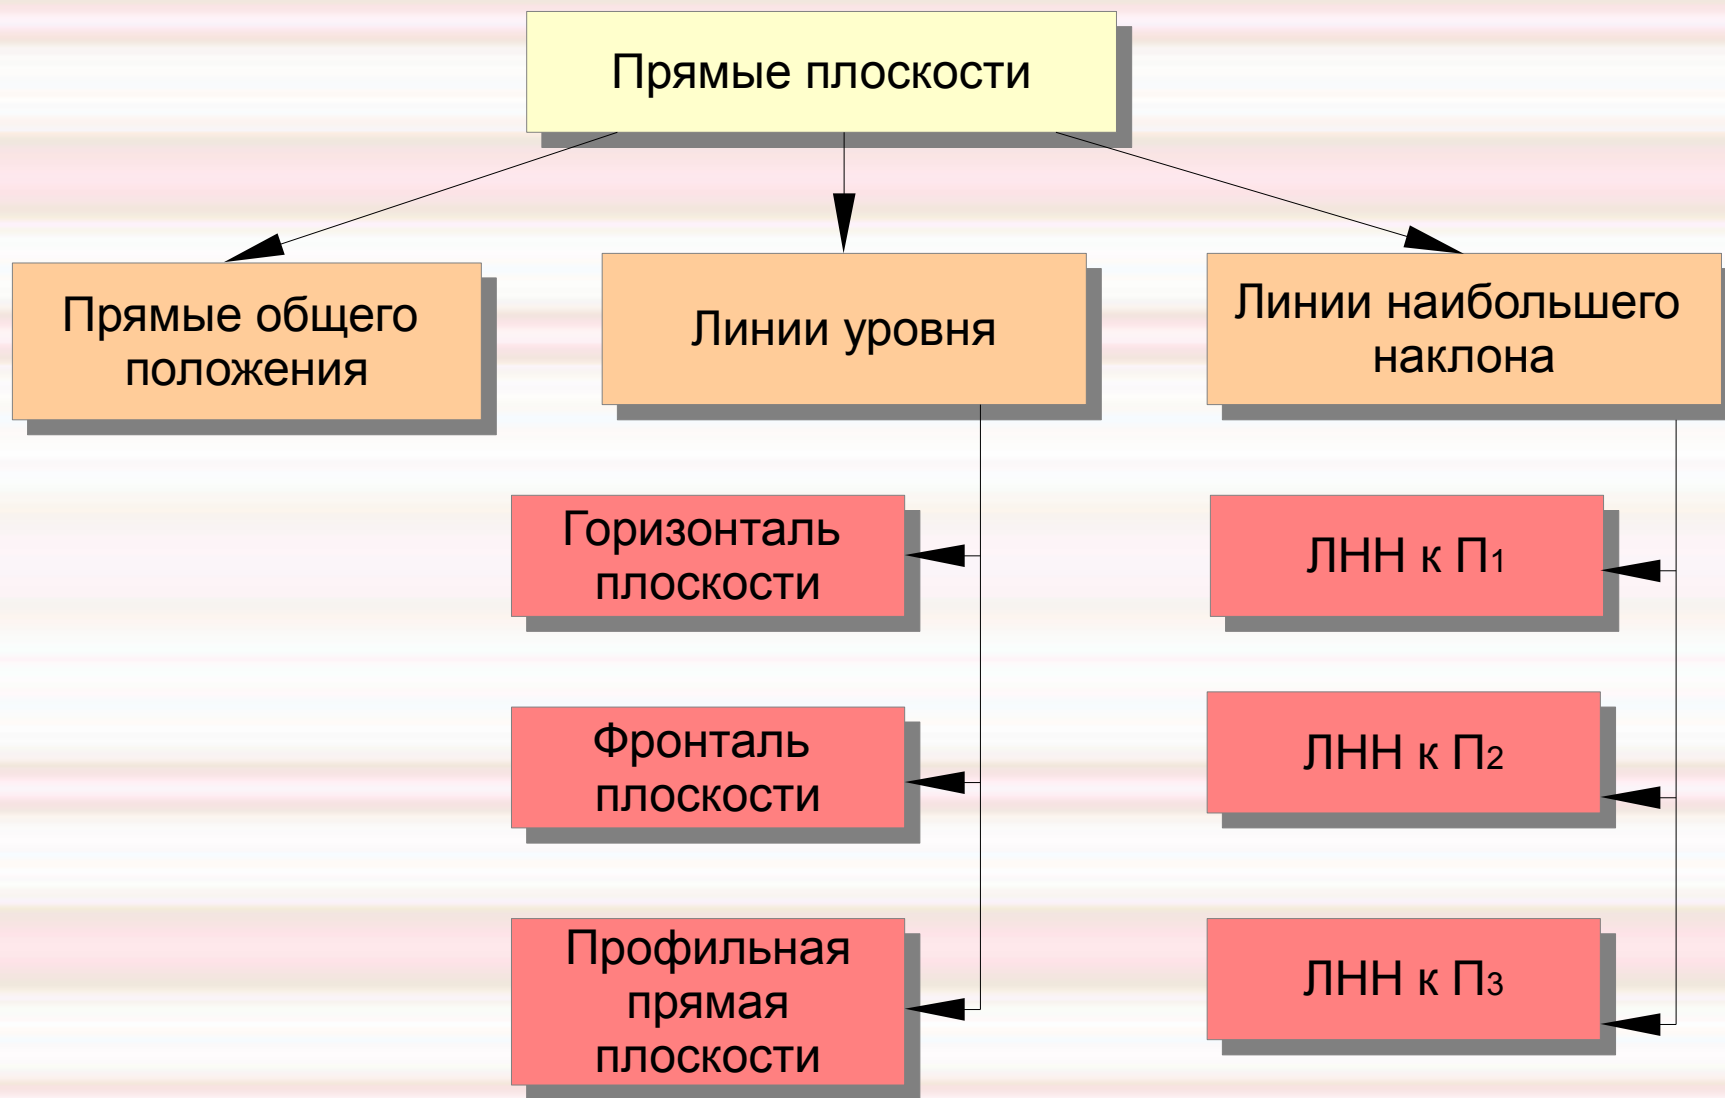 Прямые плоскости
Прямые общего
положения
Линии уровня
Линии наибольшего
наклона
Горизонталь
плоскости
Фронталь
плоскости
Профильная
прямая
плоскости
ЛНН к П1
ЛНН к П2
ЛНН к П3